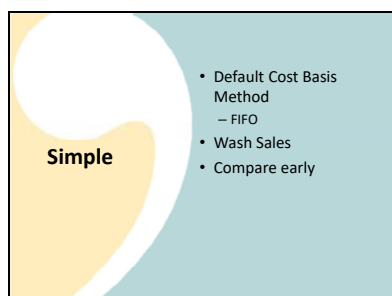 Simple
• Default Cost Basis
Method
– FIFO
• Wash Sales
• Compare early